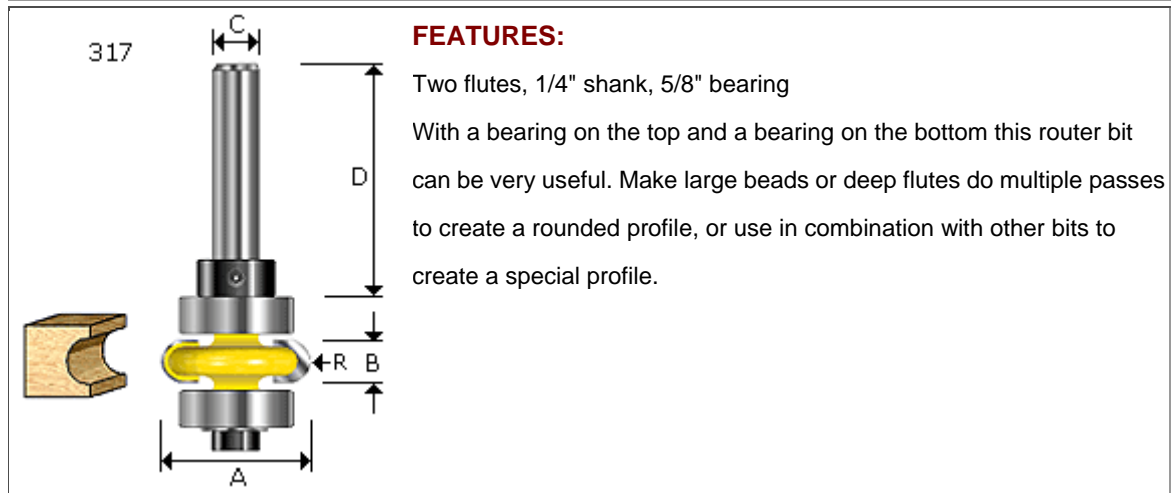 317
C
D
R
B
A
FEATURES:
Two flutes, 1/4" shank, 5/8" bearing
With a bearing on the top and a bearing on the bottom this router bit
can be very useful. Make large beads or deep flutes do multiple passes
to create a rounded profile, or use in combination with other bits to
create a special profile.